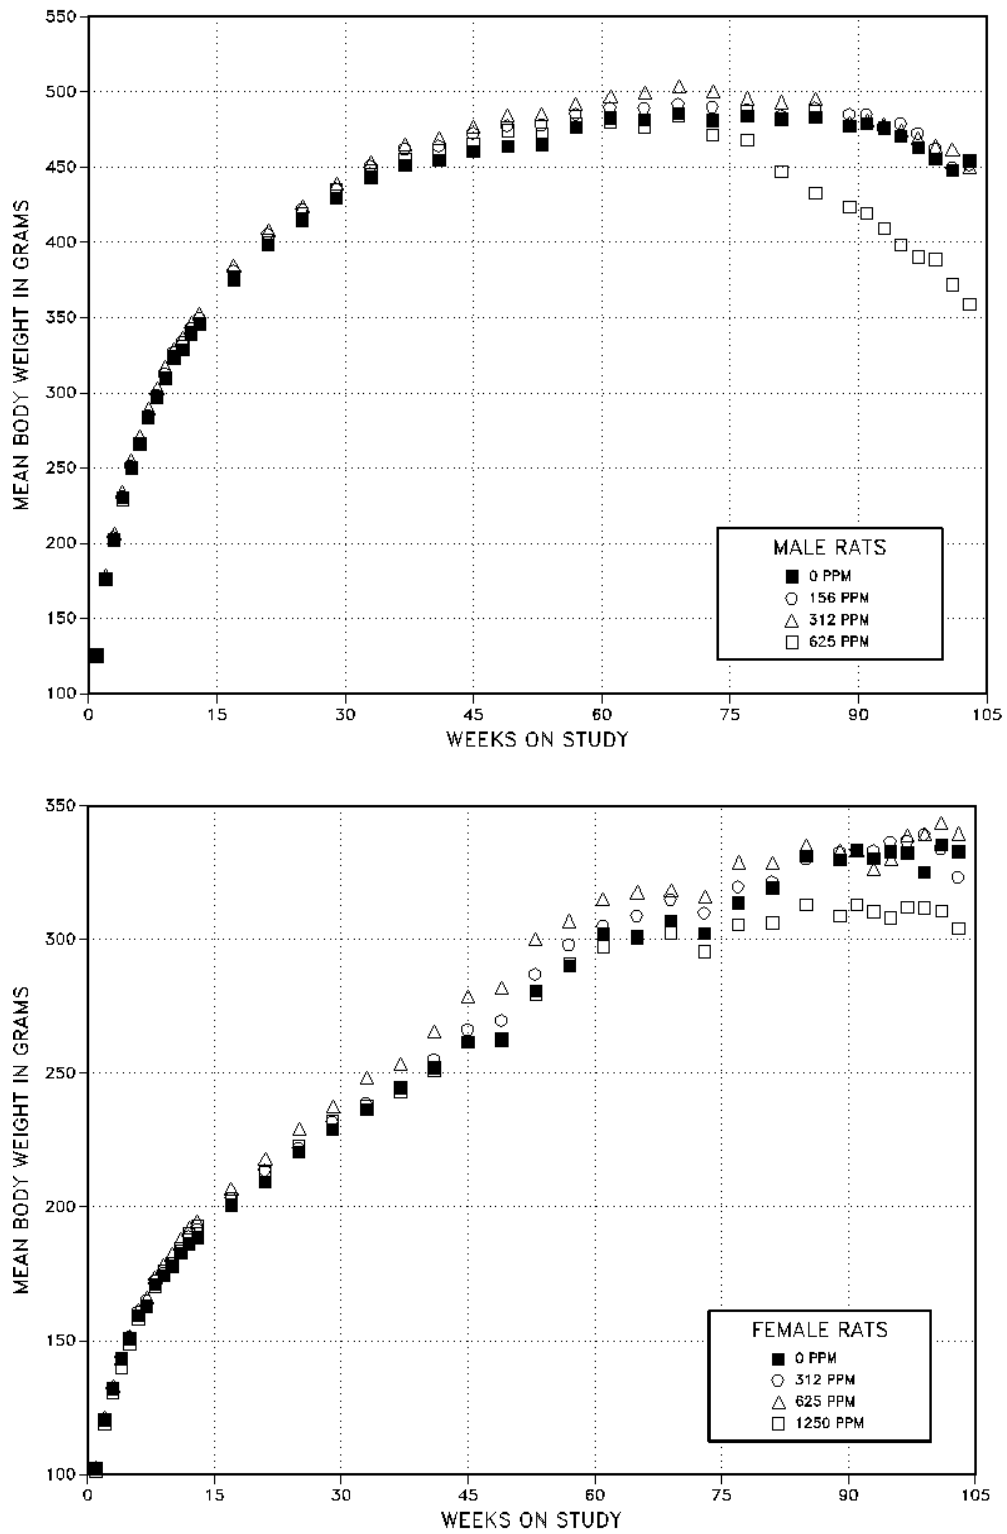 550
500
450
400
350
300
250
200
150
100
MEAN BODY WEIGHT IN GRAMS
MALE RATS
0 PPM
156 PPM
312 PPM
625 PPM
0 15 30 45 60 75 90 105
WEEKS ON STUDY
350
300
250
200
150
100
MEAN BODY WEIGHT IN GRAMS
FEMALE RATS
0 PPM
312 PPM
625 PPM
1250 PPM
0 15 30 45 60 75 90 105
WEEKS ON STUDY